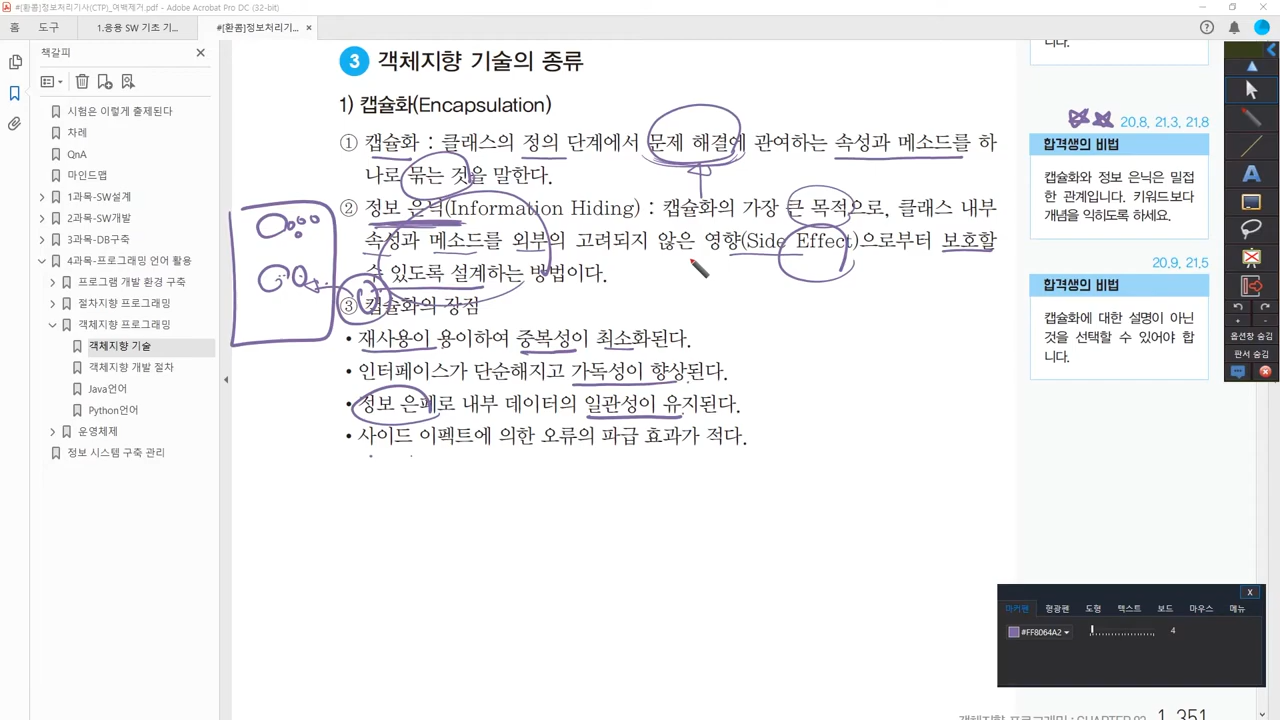 #[환콤]정보처리기사(CTP)_여백제거.pdf - Adobe Acrobat Pro DC (32-bit)
홈 도구 1.응용 SW 기초 기... #[환콤]정보처리기... ×
책갈피
시험은 이렇게 출제된다
차례
QnA
마인드맵
1과목-SW설계
2과목-SW개발
3과목-DB구축
4과목-프로그래밍 언어 활용
프로그램 개발 환경 구축
절차지향 프로그래밍
객체지향 프로그래밍
객체지향 기술
객체지향 개발 절차
Java언어
Python언어
운영체제
정보 시스템 구축 관리
3 객체지향 기술의 종류
1) 캡슐화(Encapsulation)
① 캡슐화 : 클래스의 정의 단계에서 문제 해결에 관여하는 속성과 메소드를 하
나로 묶는 것을 말한다.
② 정보 은닉(Information Hiding) : 캡슐화의 가장 큰 목적으로, 클래스 내부
속성과 메소드를 외부의 고려되지 않은 영향(Side Effect)으로부터 보호할
수 있도록 설계하는 방법이다.
③ 캡슐화의 장점
• 재사용이 용이하여 중복성이 최소화된다.
• 인터페이스가 단순해지고 가독성이 향상된다.
• 정보 은폐로 내부 데이터의 일관성이 유지된다.
• 사이드 이펙트에 의한 오류의 파급 효과가 적다.
니다.
20.8, 21.3, 21.8
합격생의 비법
캡슐화와 정보 은닉은 밀접
한 관계입니다. 키워드보다
개념을 익히도록 하세요.
20.9, 21.5
합격생의 비법
캡슐화에 대한 설명이 아닌
것을 선택할 수 있어야 합
니다.
옵션창 숨김
판서 숨김
X
마커펜 형광펜 도형 텍스트 보드 마우스 메뉴
#FF8064A2 4
객체지향 프로그래밍 : CHAPTER 1-351